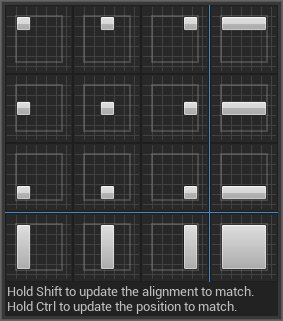 Hold Shift to update the alignment to match.
Hold Ctrl to update the position to match.